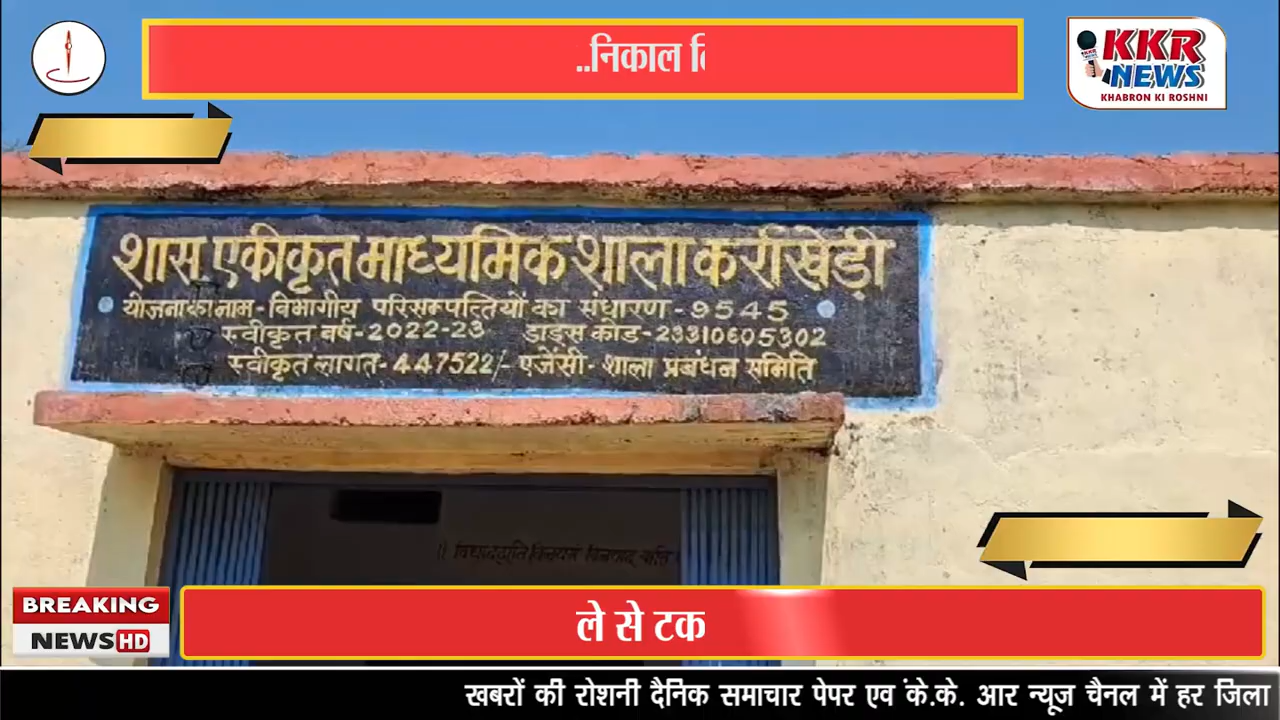 ..निकाल दि
KKR
NEWS
KHABRON KI ROSHNI
शास एकीकृत माध्यमिक शाला कर्राखेड़ी
योजना का नाम - विभागीय परिसम्पत्तियों का संधारण - 9545
स्वीकृत वर्ष - 2022-23 डाइस कोड - 23310605302
स्वीकृत लागत - 447522/- एजेंसी - शाला प्रबंधन समिति
BREAKING
NEWS HD
ले से टक
खबरों की रोशनी दैनिक समाचार पेपर एवं के.के. आर न्यूज चैनल में हर जिला